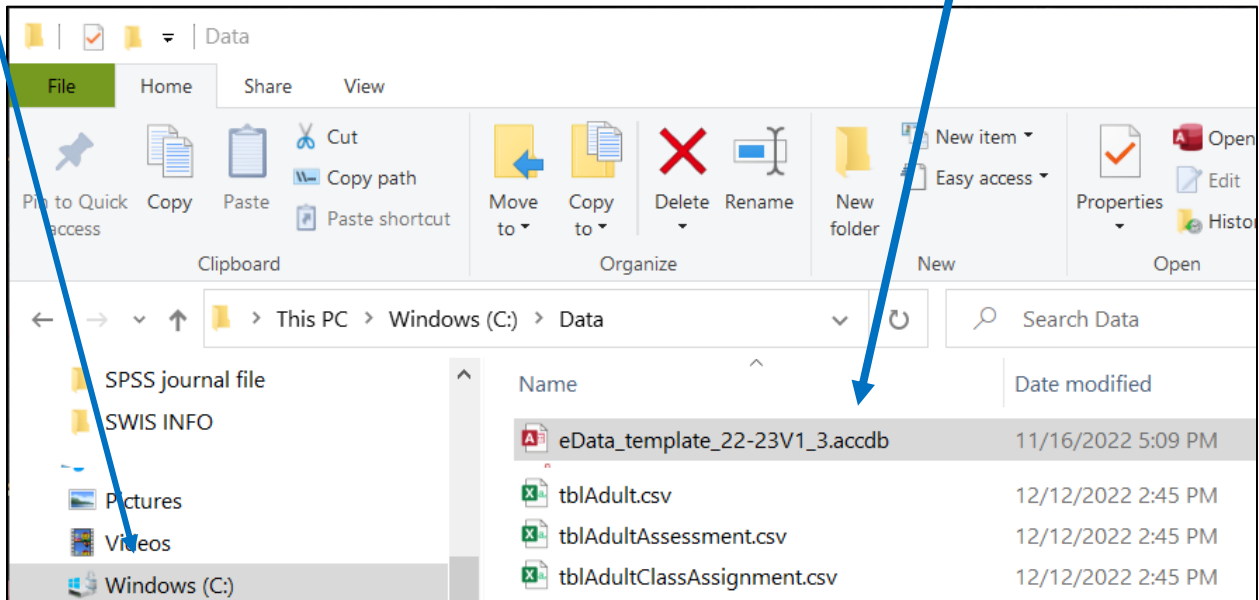 Data
File Home Share View
Pin to Quick access
Copy
Paste
Cut
Copy path
Paste shortcut
Move to
Copy to
Delete
Rename
New folder
New item
Easy access
Properties
Open
Edit
Histor
Clipboard Organize New Open
This PC > Windows (C:) > Data
Search Data
SPSS journal file
SWIS INFO
Pictures
Videos
Windows (C:)
Name Date modified
eData_template_22-23V1_3.accdb 11/16/2022 5:09 PM
tblAdult.csv 12/12/2022 2:45 PM
tblAdultAssessment.csv 12/12/2022 2:45 PM
tblAdultClassAssignment.csv 12/12/2022 2:45 PM